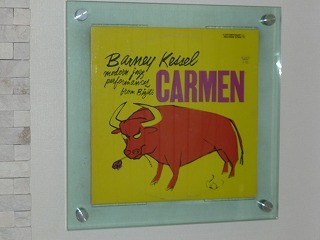 Barney Kessel
modern jazz
performances
from Bizet's
CARMEN